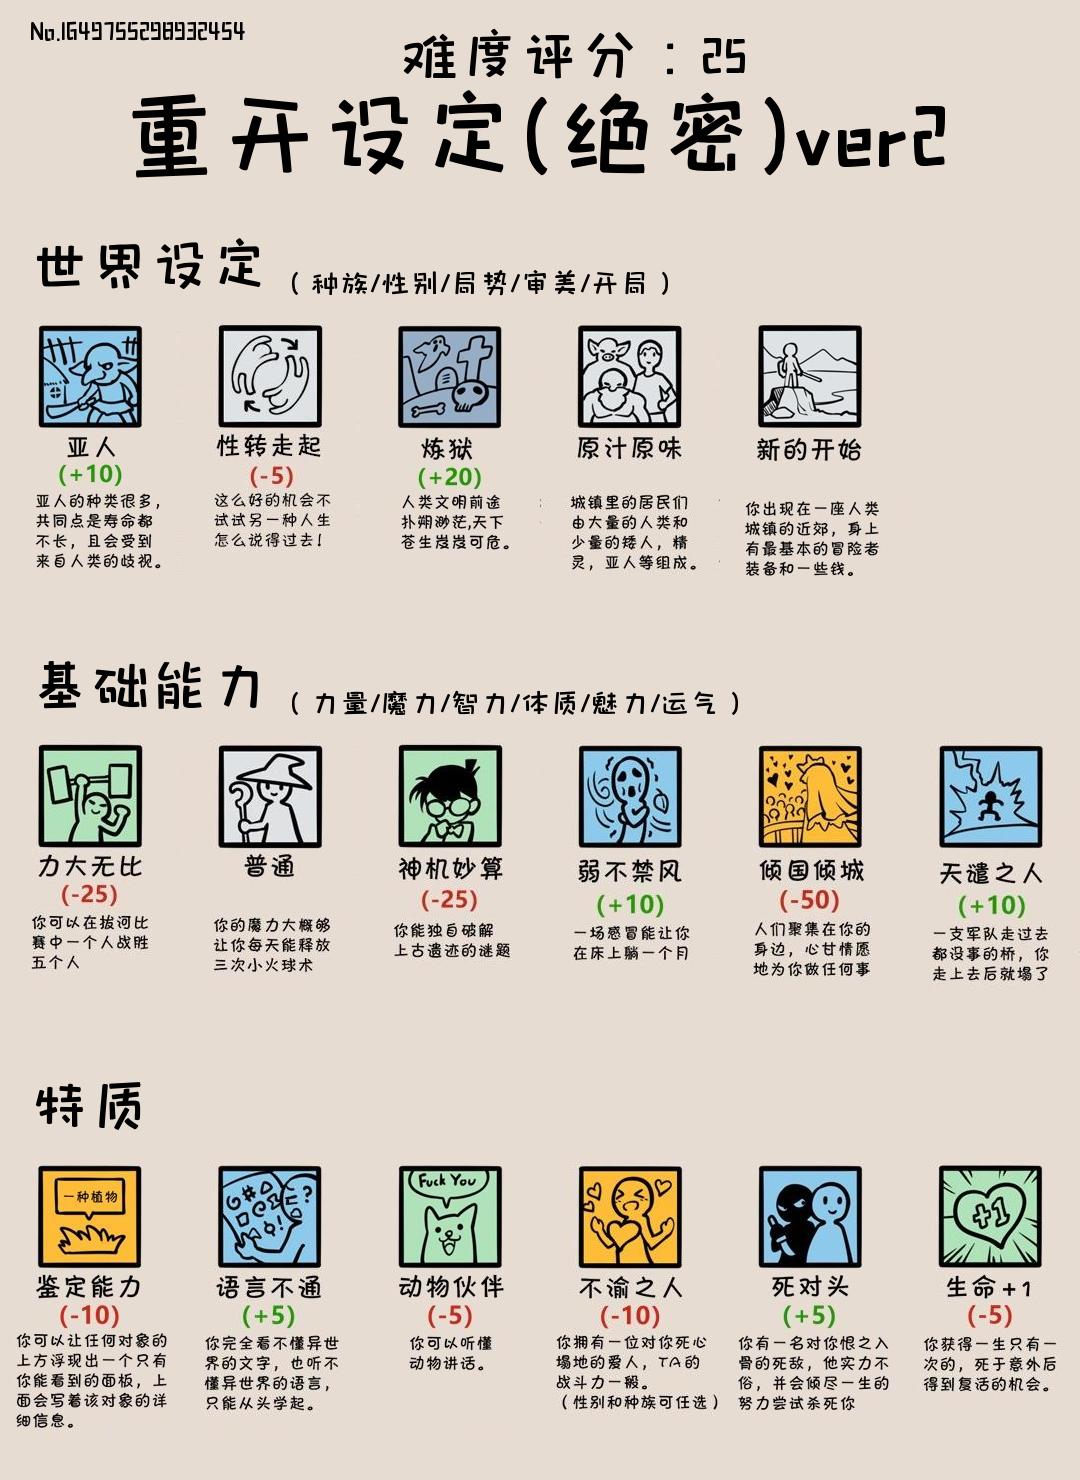 No.1649755298932454
难度评分：25
重开设定(绝密)ver2
世界设定 （种族/性别/局势/审美/开局）
亚人
(+10)
亚人的种类很多，
共同点是寿命都
不长，且会受到
来自人类的歧视。
性转走起
(-5)
这么好的机会不
试试另一种人生
怎么说得过去！
炼狱
(+20)
人类文明前途
扑朔渺茫,天下
苍生岌岌可危。
原汁原味
城镇里的居民们
由大量的人类和
少量的矮人，精
灵，亚人等组成。
新的开始
你出现在一座人类
城镇的近郊，身上
有最基本的冒险者
装备和一些钱。
基础能力 （力量/魔力/智力/体质/魅力/运气）
力大无比
(-25)
你可以在拔河比
赛中一个人战胜
五个人
普通
你的魔力大概够
让你每天能释放
三次小火球术
神机妙算
(-25)
你能独自破解
上古遗迹的谜题
弱不禁风
(+10)
一场感冒能让你
在床上躺一个月
倾国倾城
(-50)
人们聚集在你的
身边，心甘情愿
地为你做任何事
天谴之人
(+10)
一支军队走过去
都没事的桥，你
走上去后就塌了
特质
一种植物
鉴定能力
(-10)
你可以让任何对象的
上方浮现出一个只有
你能看到的面板，上
面会写着该对象的详
细信息。
语言不通
(+5)
你完全看不懂异世
界的文字，也听不
懂异世界的语言，
只能从头学起。
Fuck You
动物伙伴
(-5)
你可以听懂
动物讲话。
不渝之人
(-10)
你拥有一位对你死心
塌地的爱人，TA的
战斗力一般。
（性别和种族可任选）
死对头
(+5)
你有一名对你恨之入
骨的死敌，他实力不
俗，并会倾尽一生的
努力尝试杀死你
+1
生命+1
(-5)
你获得一生只有一
次的，死于意外后
得到复活的机会。